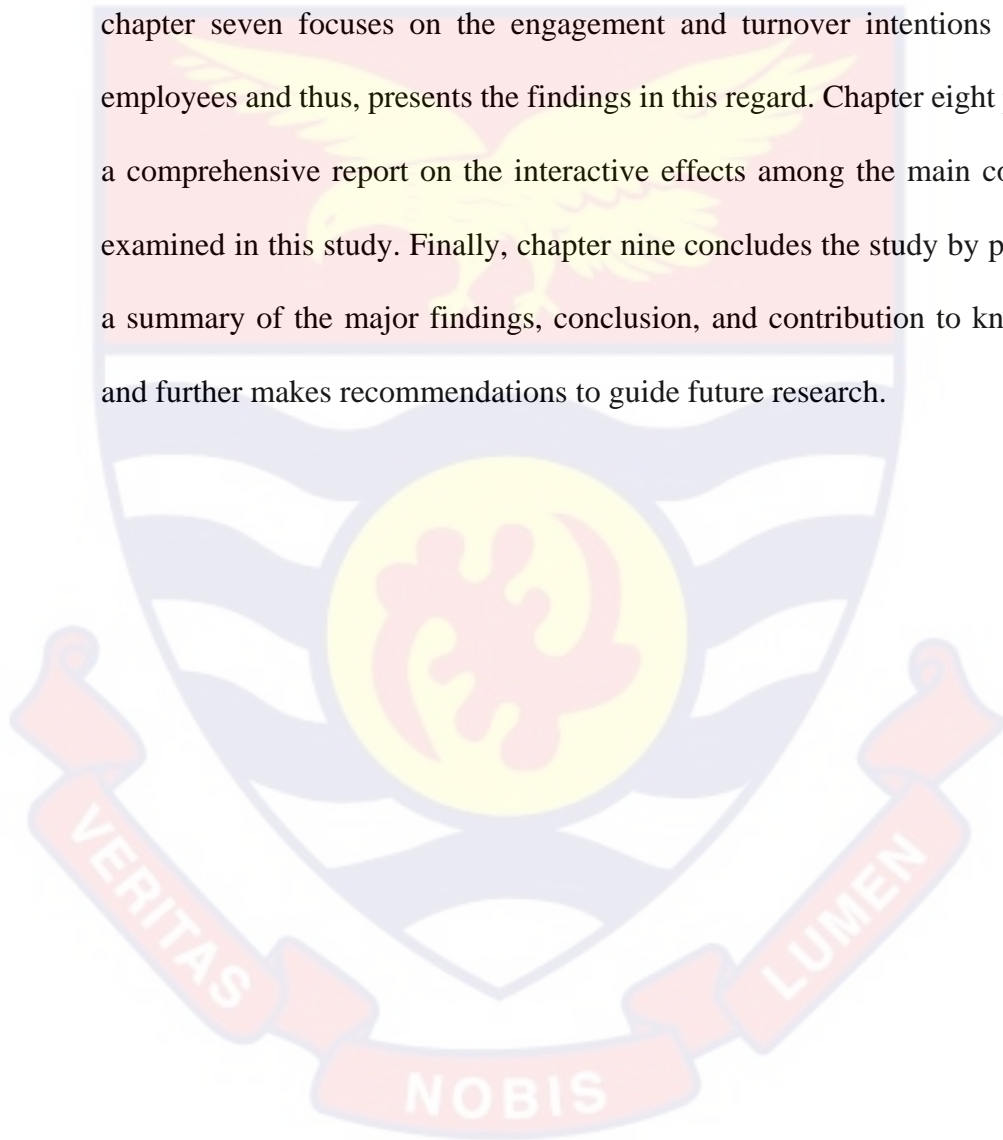 chapter seven focuses on the engagement and turnover intentions
employees and thus, presents the findings in this regard. Chapter eight
a comprehensive report on the interactive effects among the main co
examined in this study. Finally, chapter nine concludes the study by p
a summary of the major findings, conclusion, and contribution to kn
and further makes recommendations to guide future research.
VERITAS
NOBIS
LUMEN